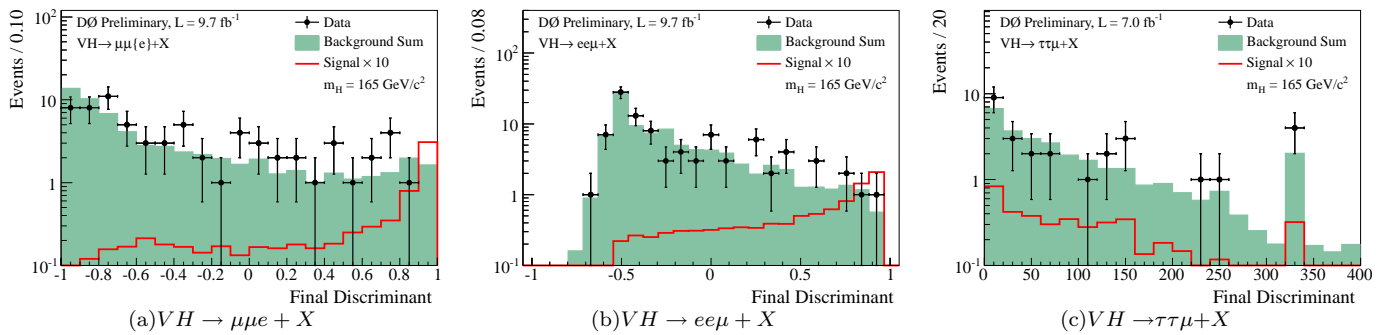 Events / 0.10
10²
10
1
10⁻¹
DØ Preliminary, L = 9.7 fb⁻¹
VH→ μμ{e}+X
Data
Background Sum
Signal × 10
m_H = 165 GeV/c²
-1 -0.8 -0.6 -0.4 -0.2 0 0.2 0.4 0.6 0.8 1
Final Discriminant
(a)VH → μμe + X
Events / 0.08
10²
10
1
10⁻¹
DØ Preliminary, L = 9.7 fb⁻¹
VH→ eeμ+X
Data
Background Sum
Signal × 10
m_H = 165 GeV/c²
-1 -0.5 0 0.5 1
Final Discriminant
(b)VH → eeμ + X
Events / 20
10
1
10⁻¹
DØ Preliminary, L = 7.0 fb⁻¹
VH→ ττμ+X
Data
Background Sum
Signal × 10
m_H = 165 GeV/c²
0 50 100 150 200 250 300 350 400
Final Discriminant
(c)VH →ττμ+X